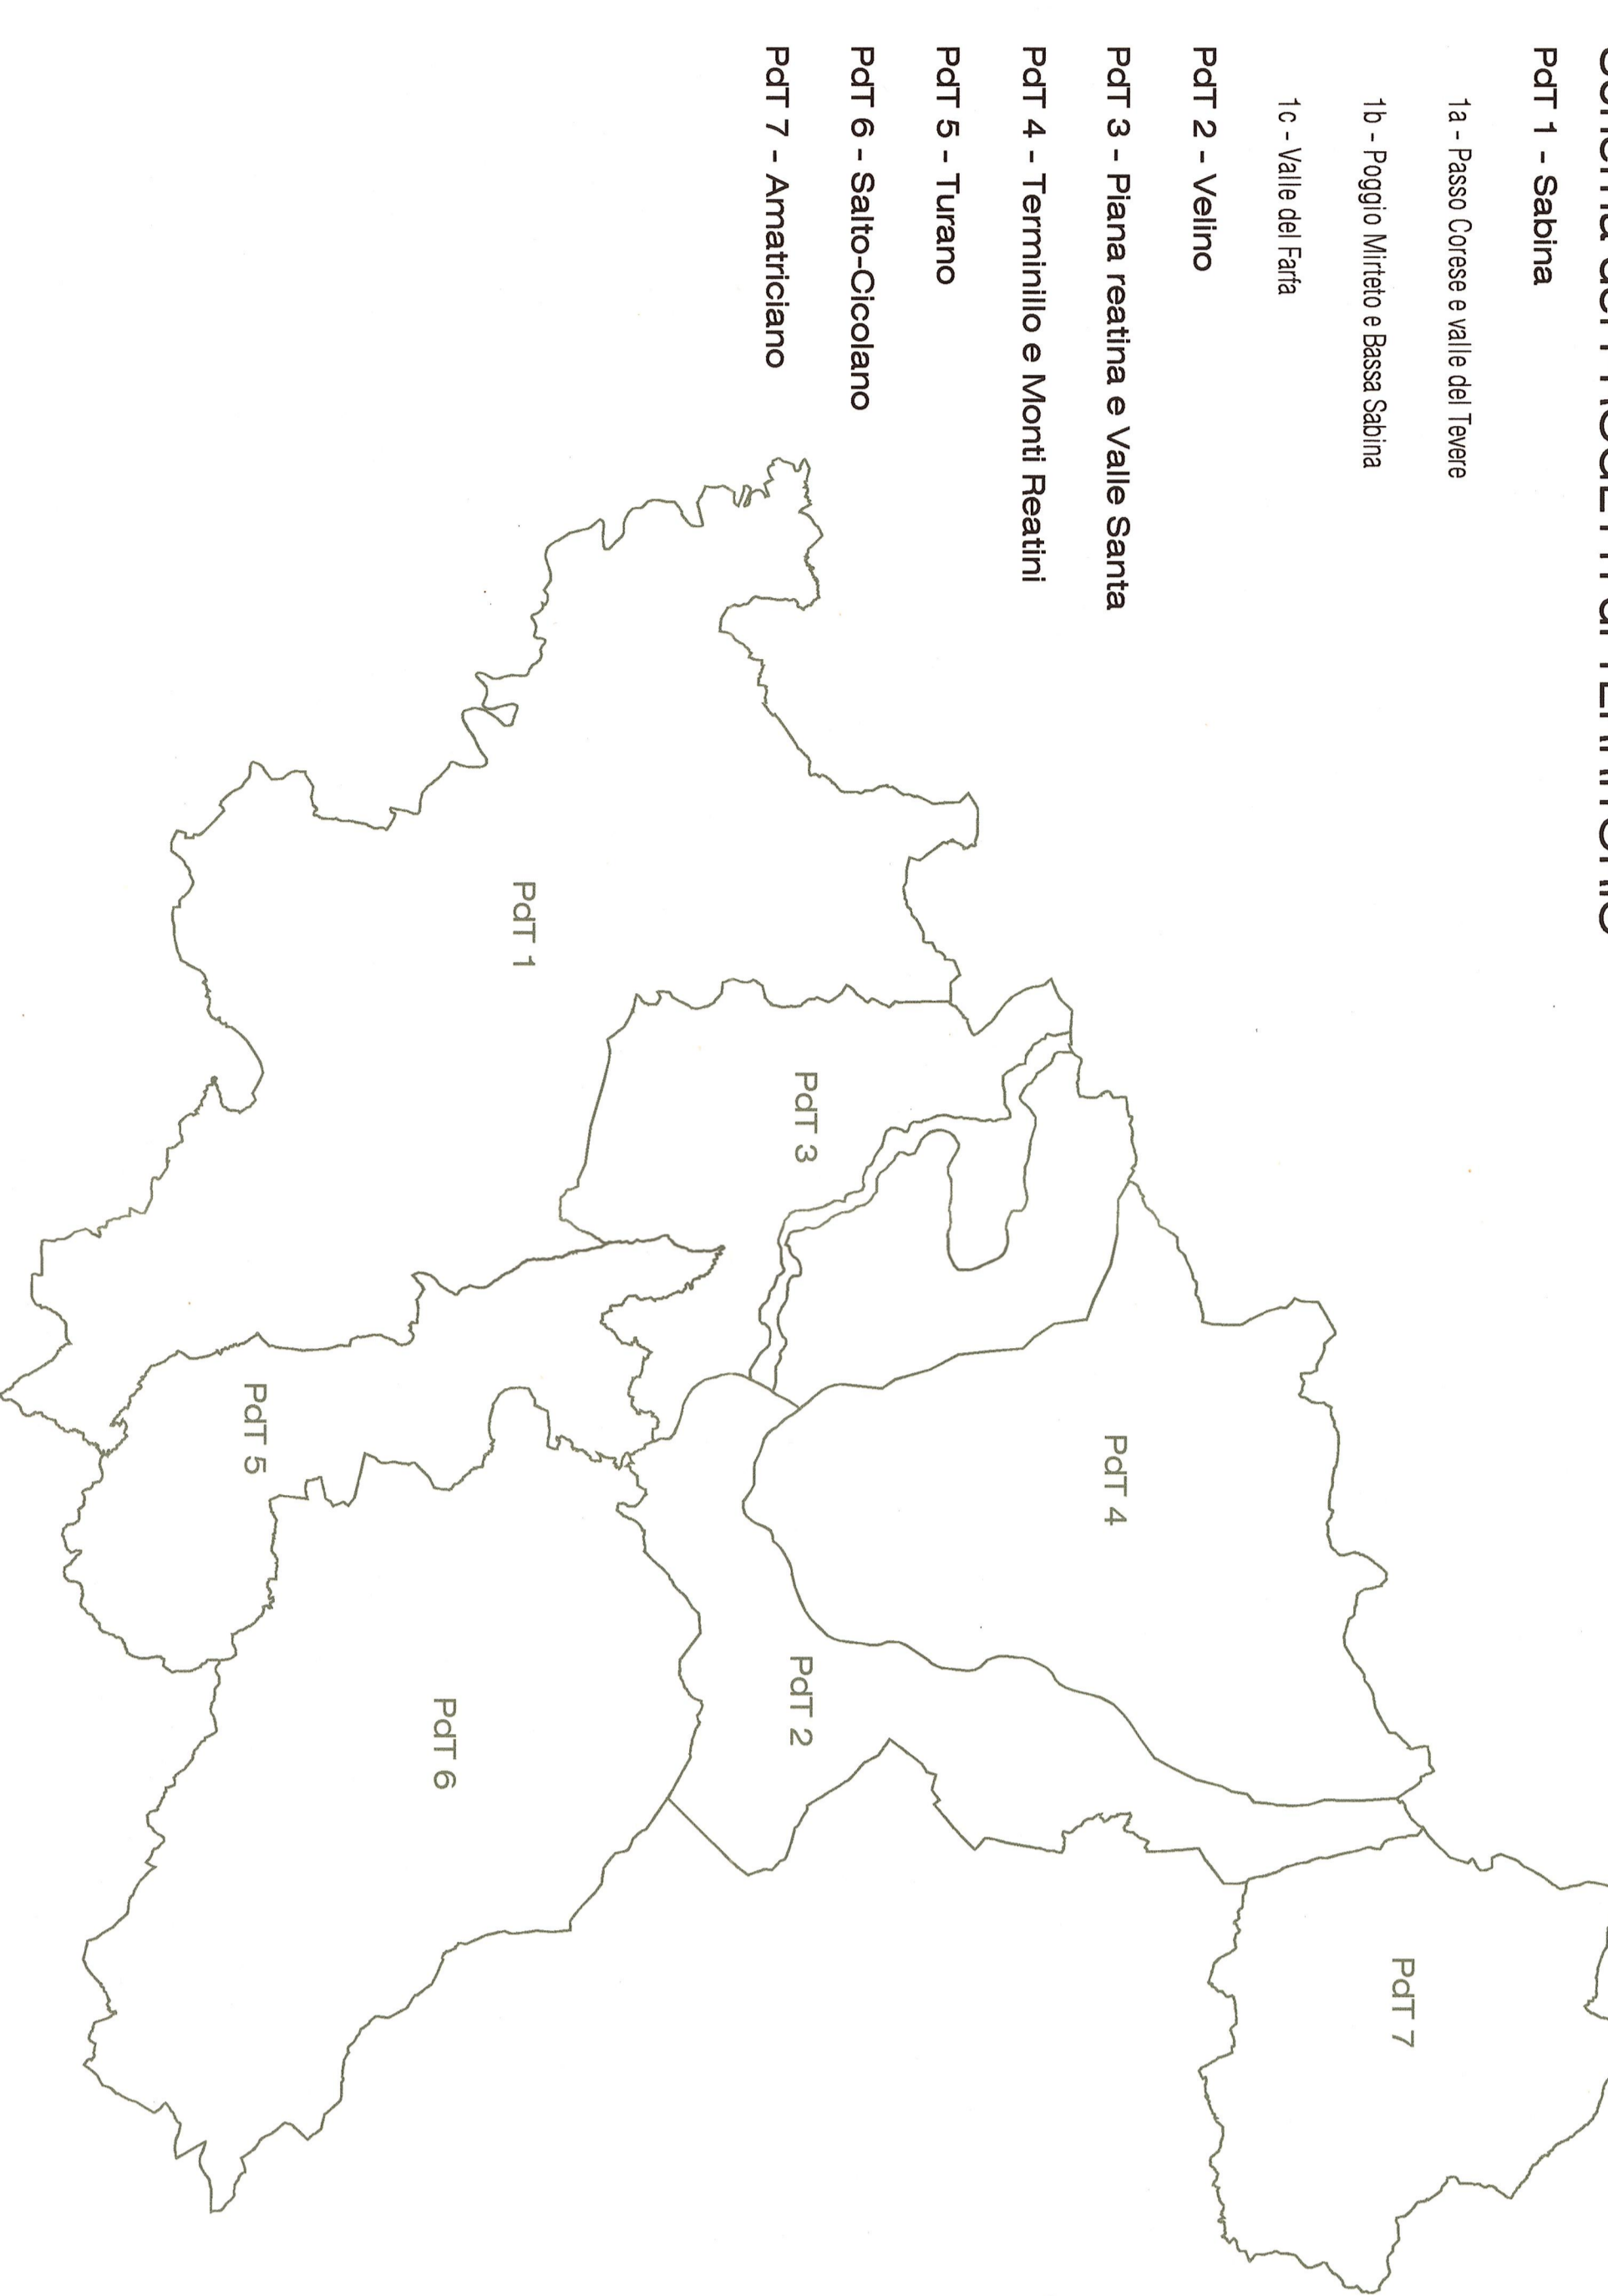 PdT 1 - Sabina
1a - Passo Corese e valle del Tevere
1b - Poggio Mirteto e Bassa Sabina
1c - Valle del Farfa
PdT 2 - Velino
PdT 3 - Piana reatina e Valle Santa
PdT 4 - Terminillo e Monti Reatini
PdT 5 - Turano
PdT 6 - Salto-Cicolano
PdT 7 - Amatriciano
PdT 7
PdT 4
PdT 3
PdT 2
PdT 1
PdT 6
PdT 5